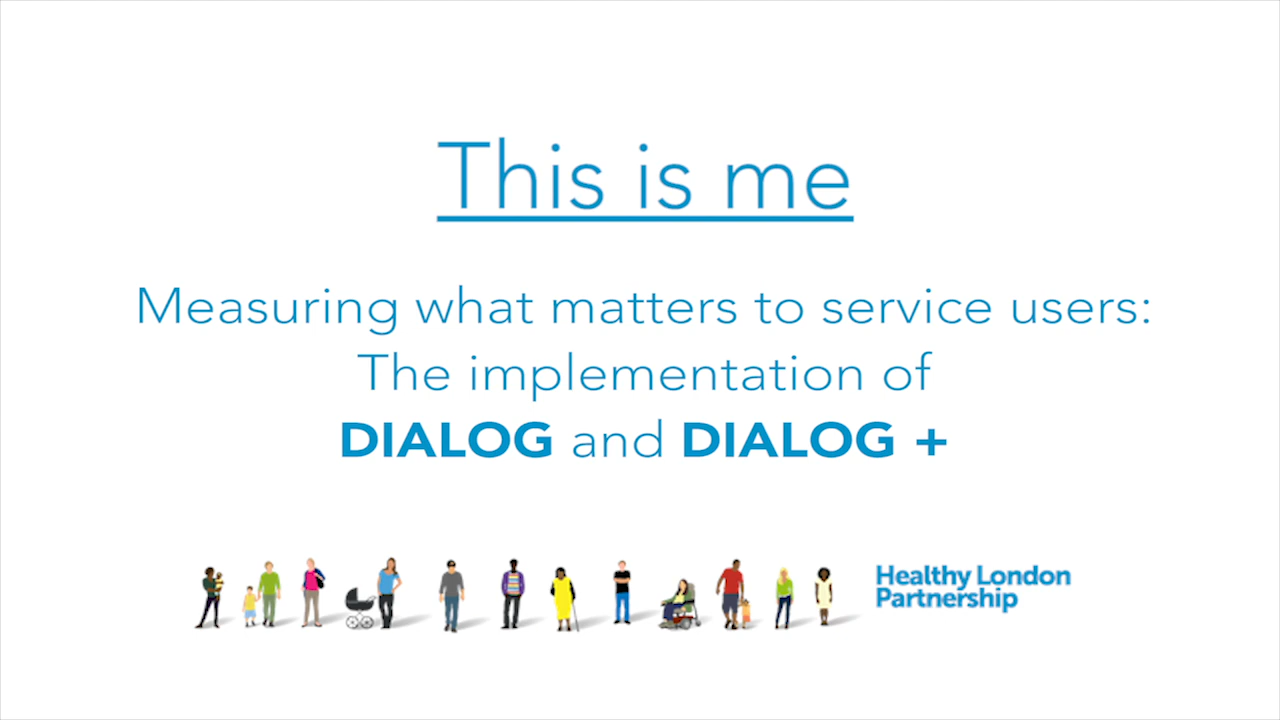 This is me
Measuring what matters to service users:
The implementation of
DIALOG and DIALOG +
Healthy London
Partnership